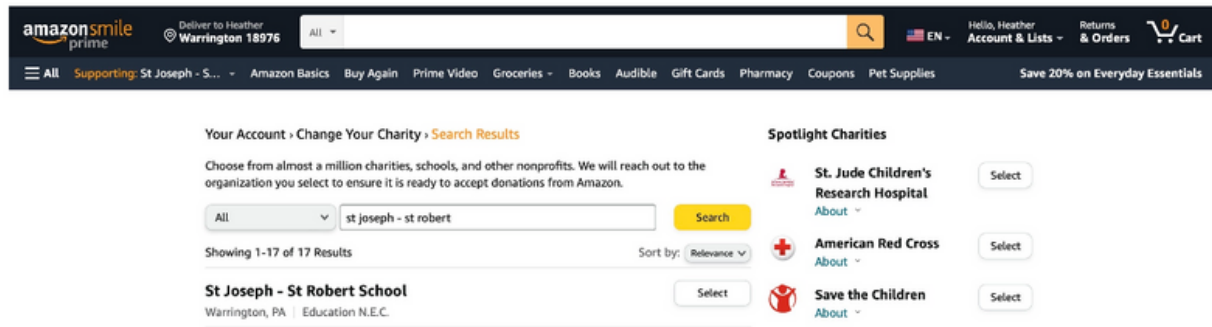 amazonsmile
prime
Deliver to Heather
Warrington 18976
All
EN
Hello, Heather
Account & Lists
Returns
& Orders
0
Cart
All
Supporting: St Joseph - S...
Amazon Basics
Buy Again
Prime Video
Groceries
Books
Audible
Gift Cards
Pharmacy
Coupons
Pet Supplies
Save 20% on Everyday Essentials
Your Account › Change Your Charity › Search Results
Choose from almost a million charities, schools, and other nonprofits. We will reach out to the
organization you select to ensure it is ready to accept donations from Amazon.
All
st joseph - st robert
Search
Showing 1-17 of 17 Results
Sort by: Relevance
St Joseph - St Robert School
Select
Warrington, PA | Education N.E.C.
Spotlight Charities
St. Jude Children's
Research Hospital
About
Select
American Red Cross
About
Select
Save the Children
About
Select